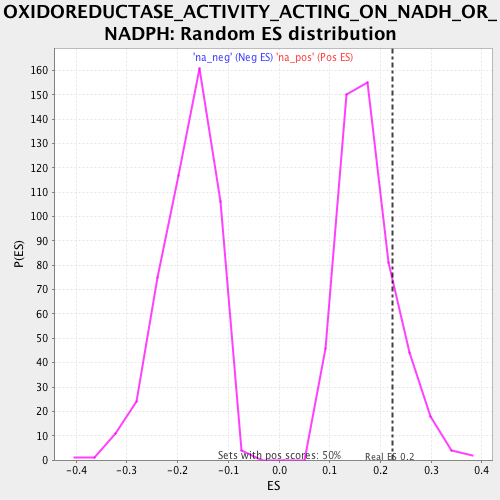 OXIDOREDUCTASE_ACTIVITY_ACTING_ON_NADH_OR_
NADPH: Random ES distribution
'na_neg' (Neg ES) 'na_pos' (Pos ES)
160
150
140
130
120
110
100
90
80
70
60
50
40
30
20
10
0
P(ES)
Sets with pos scores: 50%
Real ES 0.2
-0.4 -0.3 -0.2 -0.1 0.0 0.1 0.2 0.3 0.4
ES